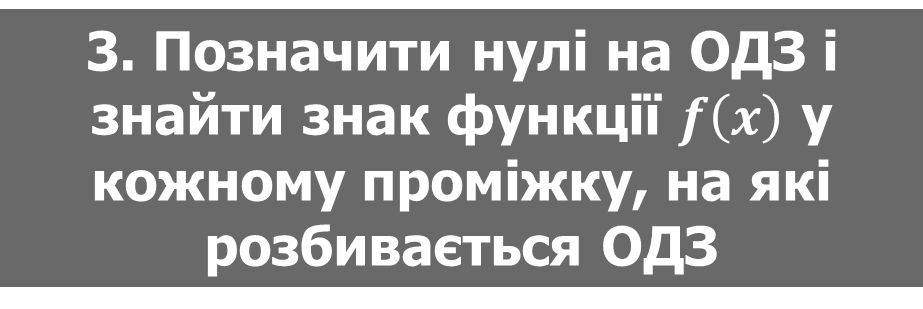 3. Позначити нулі на ОДЗ і
знайти знак функції f(x) у
кожному проміжку, на які
розбивається ОДЗ